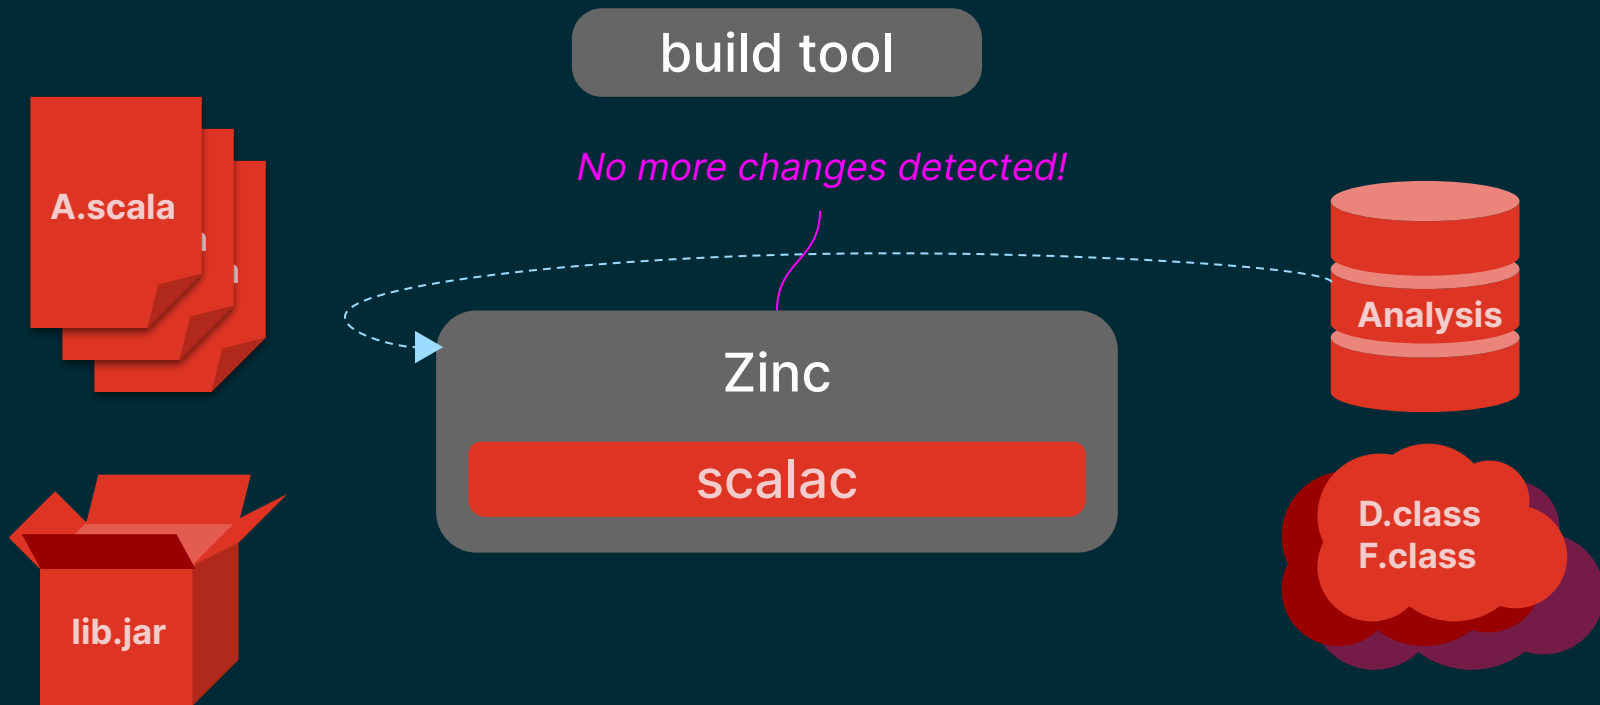 build tool
No more changes detected!
A.scala
Analysis
Zinc
scalac
D.class
F.class
lib.jar